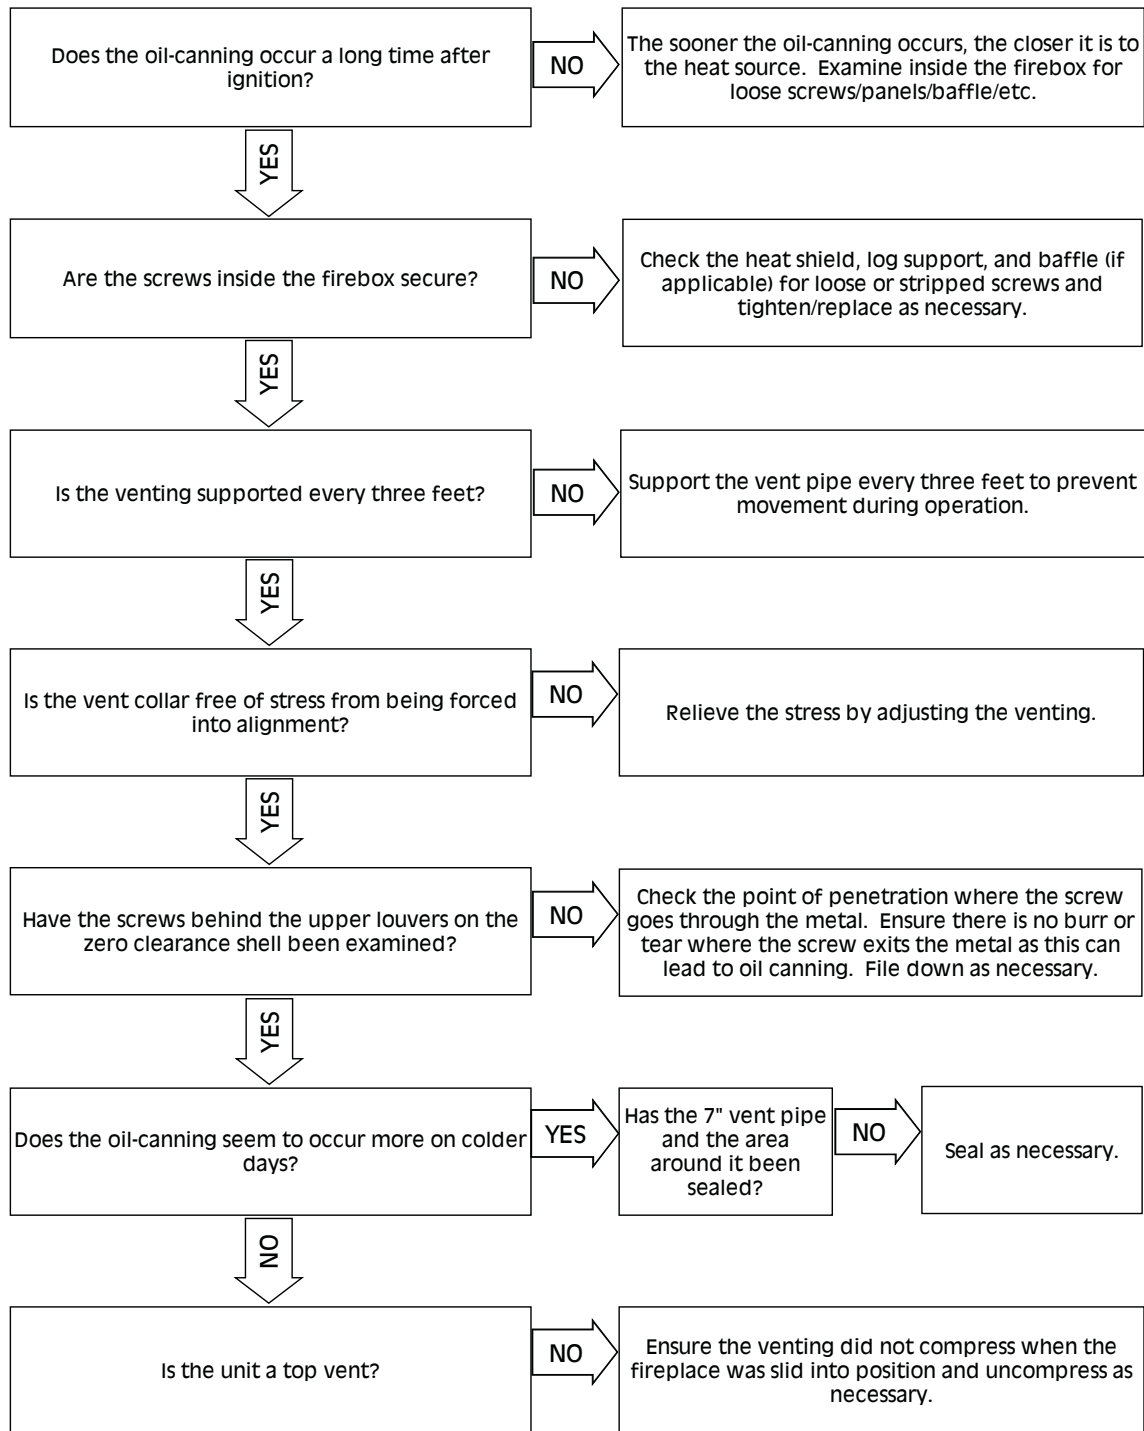 Does the oil-canning occur a long time after
ignition?
NO
The sooner the oil-canning occurs, the closer it is to
the heat source.  Examine inside the firebox for
loose screws/panels/baffle/etc.
YES
Are the screws inside the firebox secure?
NO
Check the heat shield, log support, and baffle (if
applicable) for loose or stripped screws and
tighten/replace as necessary.
YES
Is the venting supported every three feet?
NO
Support the vent pipe every three feet to prevent
movement during operation.
YES
Is the vent collar free of stress from being forced
into alignment?
NO
Relieve the stress by adjusting the venting.
YES
Have the screws behind the upper louvers on the
zero clearance shell been examined?
NO
Check the point of penetration where the screw
goes through the metal.  Ensure there is no burr or
tear where the screw exits the metal as this can
lead to oil canning.  File down as necessary.
YES
Does the oil-canning seem to occur more on colder
days?
YES
Has the 7" vent pipe
and the area
around it been
sealed?
NO
Seal as necessary.
NO
Is the unit a top vent?
NO
Ensure the venting did not compress when the
fireplace was slid into position and uncompress as
necessary.